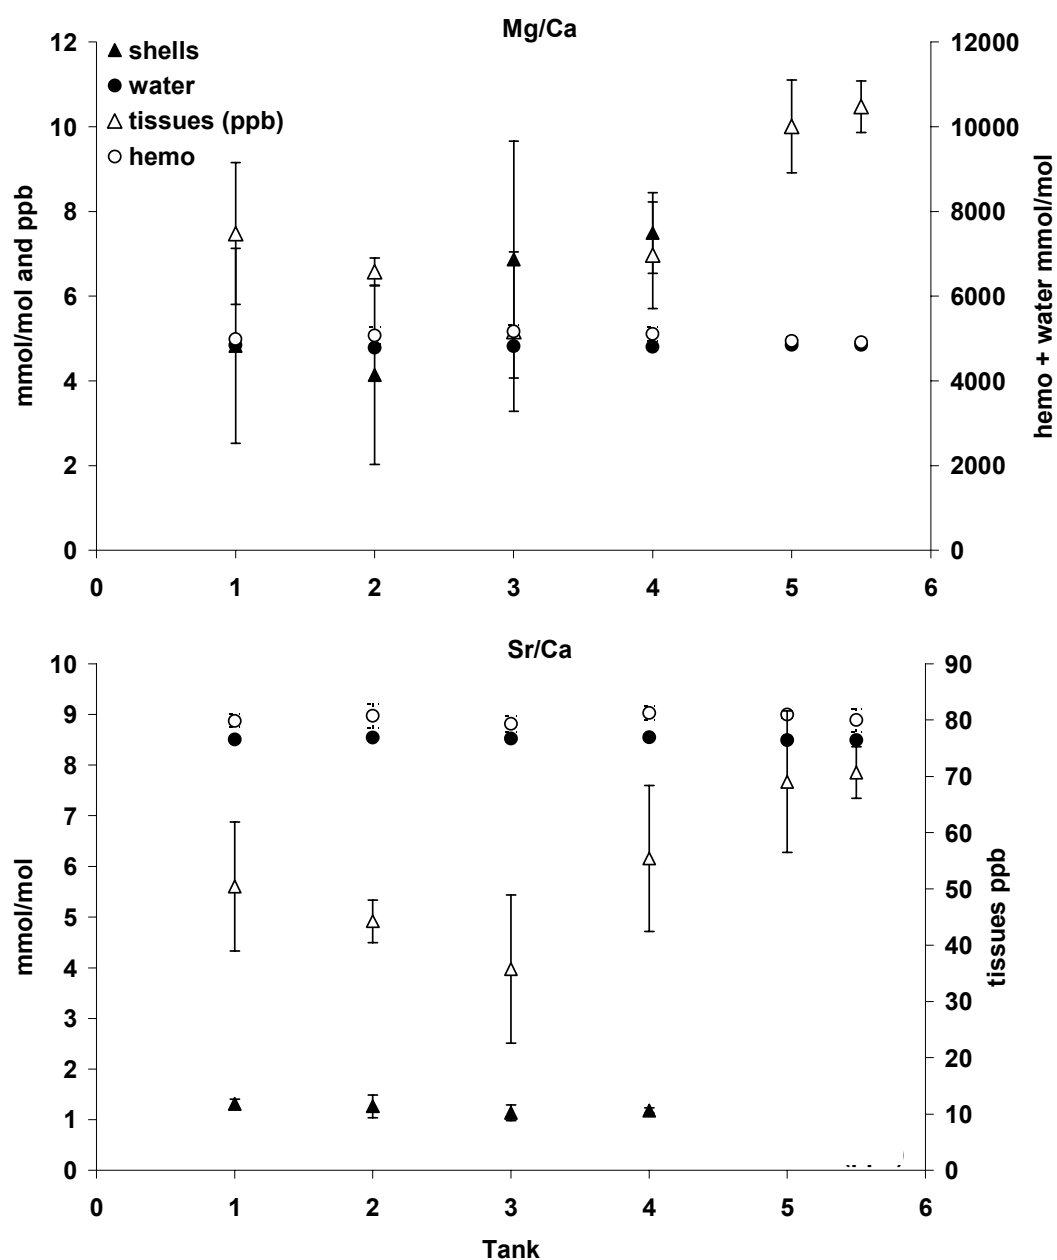 Mg/Ca
12
10
8
6
4
2
0
mmol/mol and ppb
shells
water
tissues (ppb)
hemo
12000
10000
8000
6000
4000
2000
0
hemo + water mmol/mol
0 1 2 3 4 5 6
Sr/Ca
10
9
8
7
6
5
4
3
2
1
0
mmol/mol
90
80
70
60
50
40
30
20
10
0
tissues ppb
0 1 2 3 4 5 6
Tank